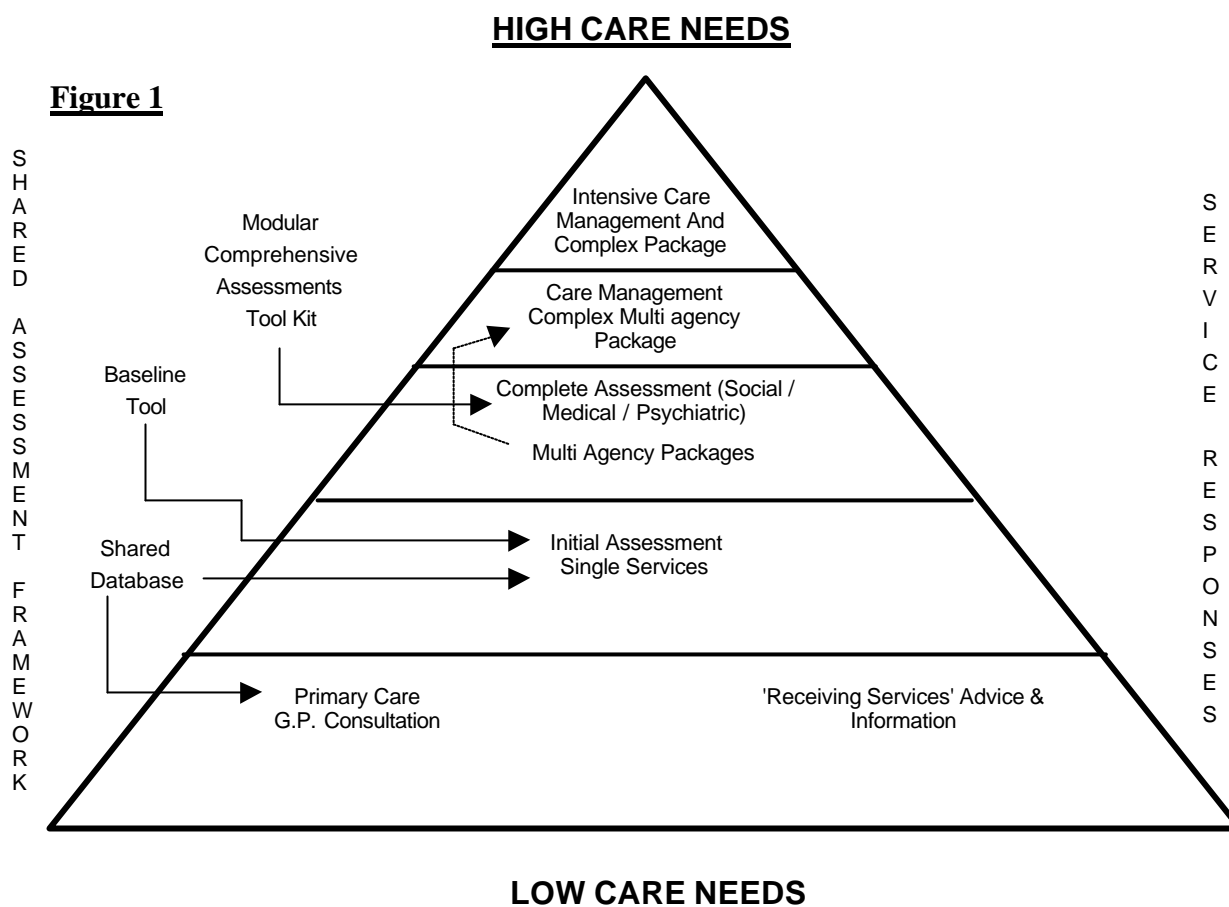 HIGH CARE NEEDS
Figure 1
SHARED ASSESSMENT FRAMEWORK
SERVICE RESPONSES
Intensive Care
Management And
Complex Package
Modular
Comprehensive
Assessments
Tool Kit
Care Management
Complex Multi agency
Package
Baseline
Tool
Complete Assessment (Social /
Medical / Psychiatric)
Multi Agency Packages
Shared
Database
Initial Assessment
Single Services
Primary Care
G.P. Consultation
'Receiving Services' Advice &
Information
LOW CARE NEEDS